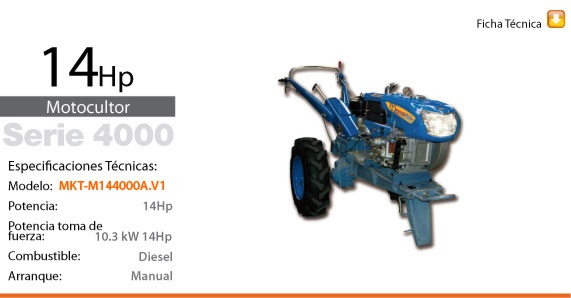 Ficha Técnica
14Hp
Motocultor
Serie 4000
Especificaciones Técnicas:
Modelo: MKT-M144000A.V1
Potencia: 14Hp
Potencia toma de
fuerza: 10.3 kW 14Hp
Combustible: Diesel
Arranque: Manual